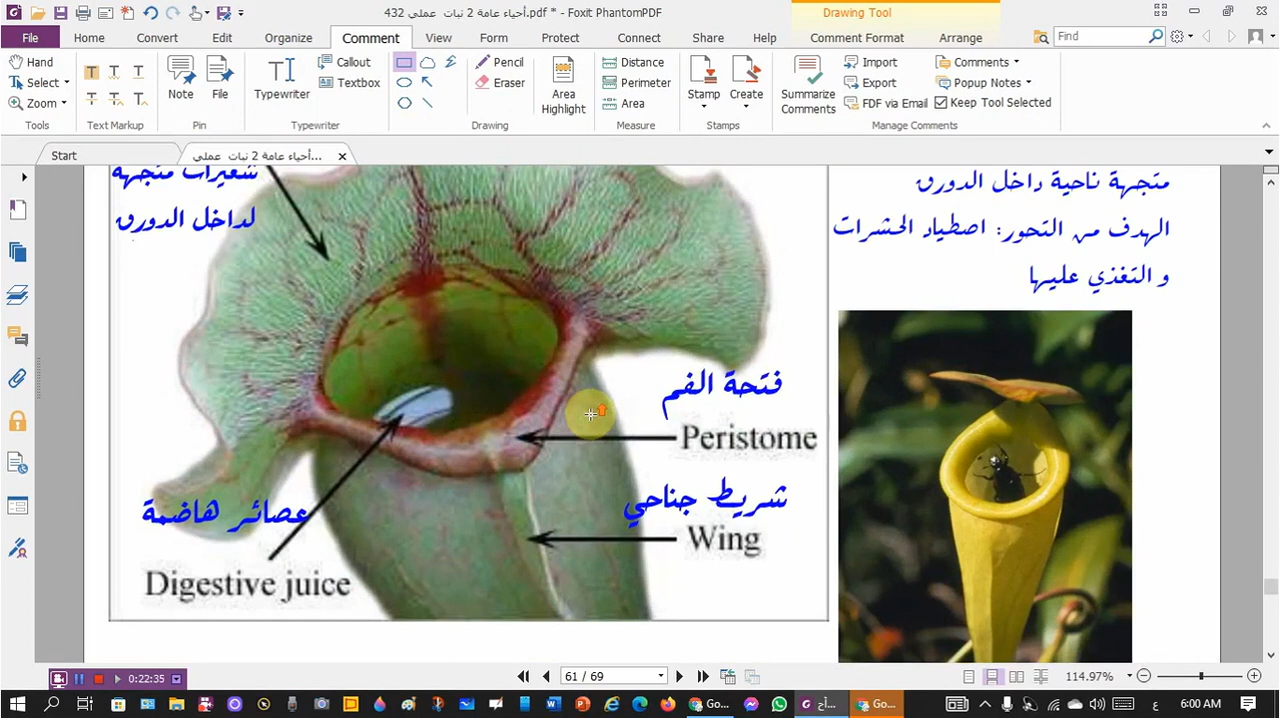 432 أحياء عامة 2 نبات عملي.pdf * - Foxit PhantomPDF
Drawing Tool
File
Home
Convert
Edit
Organize
Comment
View
Form
Protect
Connect
Share
Help
Comment Format
Arrange
Find
Hand
Select
Zoom
Tools
Text Markup
Note
File
Pin
Typewriter
Callout
Textbox
Typewriter
Pencil
Eraser
Drawing
Area Highlight
Distance
Perimeter
Area
Measure
Stamp
Create
Stamps
Summarize Comments
Import
Export
FDF via Email
Comments
Popup Notes
Keep Tool Selected
Manage Comments
Start
أحياء عامة 2 نبات عملي...
شعيرات متجهة
لداخل الدورق
متجهة ناحية داخل الدورق
الهدف من التحور: اصطياد الحشرات
و التغذي عليها
فتحة الفم
Peristome
شريط جناحي
Wing
عصائر هاضمة
Digestive juice
0:22:35
61 / 69
114.97%
Go...
أح...
Go...
ع
6:00 AM